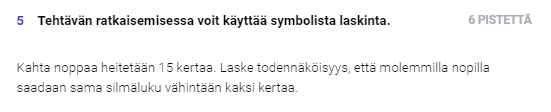 5 Tehtävän ratkaisemisessa voit käyttää symbolista laskinta. 6 PISTETTÄ
Kahta noppaa heitetään 15 kertaa. Laske todennäköisyys, että molemmilla nopilla
saadaan sama silmäluku vähintään kaksi kertaa.